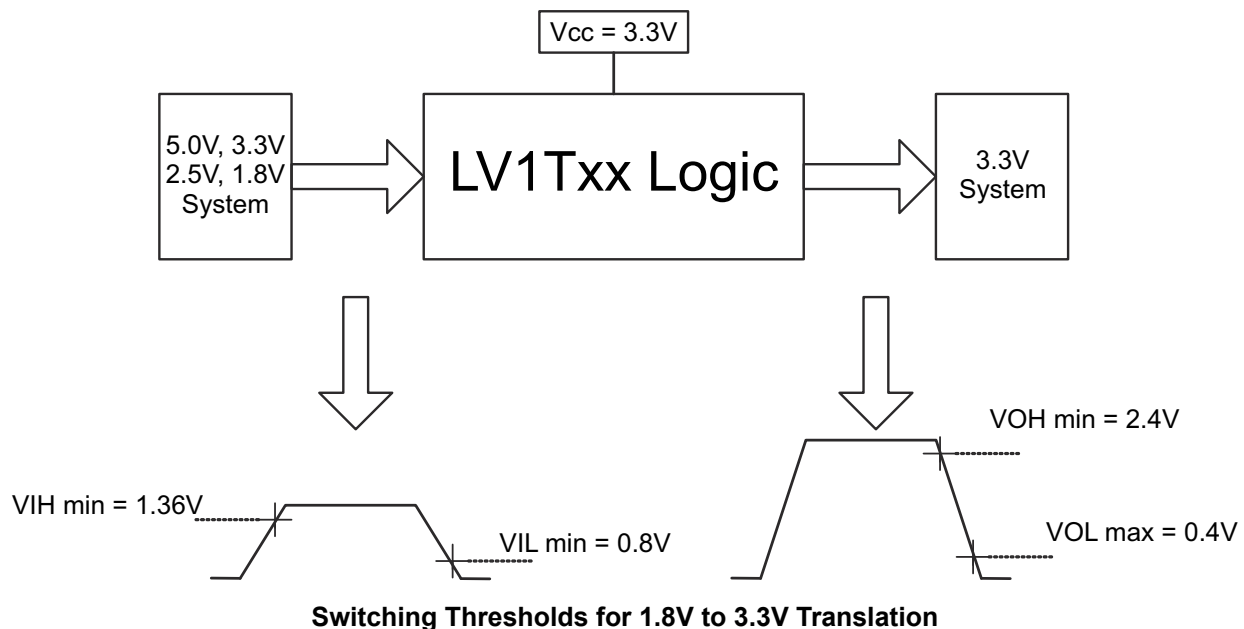 Vcc = 3.3V
5.0V, 3.3V
2.5V, 1.8V
System
LV1Txx Logic
3.3V
System
VOH min = 2.4V
VIH min = 1.36V
VIL min = 0.8V
VOL max = 0.4V
Switching Thresholds for 1.8V to 3.3V Translation